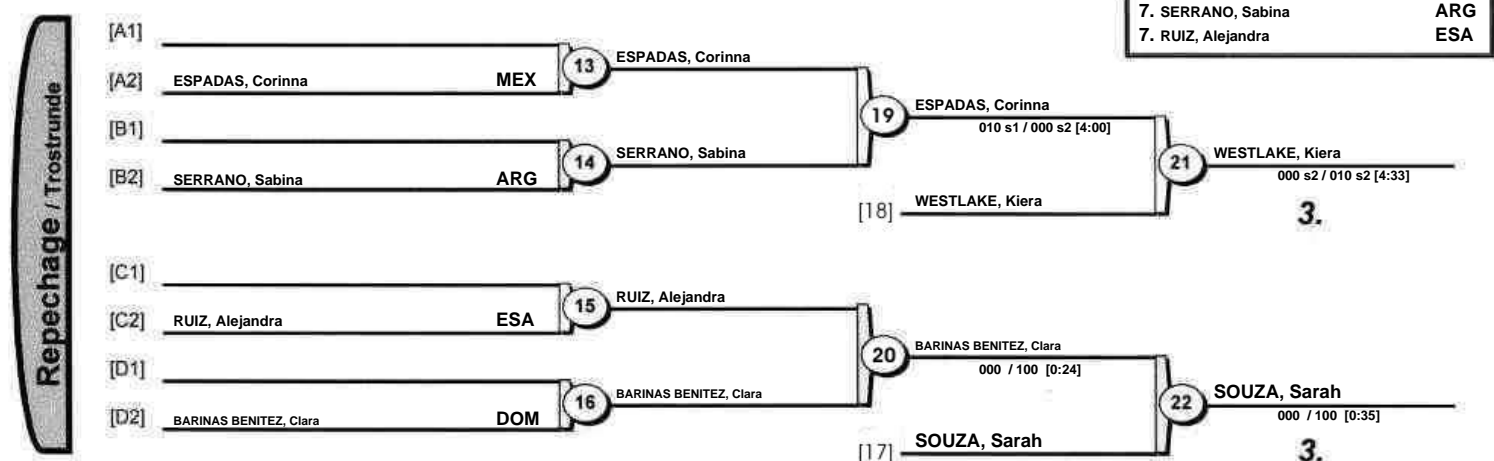 7. SERRANO, Sabina ARG
7. RUIZ, Alejandra ESA
Repechage / Trostrunde
[A1]
[A2] ESPADAS, Corinna MEX
13 ESPADAS, Corinna
[B1]
[B2] SERRANO, Sabina ARG
14 SERRANO, Sabina
19 ESPADAS, Corinna
010 s1 / 000 s2 [4:00]
[18] WESTLAKE, Kiera
21 WESTLAKE, Kiera
000 s2 / 010 s2 [4:33]
3.
[C1]
[C2] RUIZ, Alejandra ESA
15 RUIZ, Alejandra
[D1]
[D2] BARINAS BENITEZ, Clara DOM
16 BARINAS BENITEZ, Clara
20 BARINAS BENITEZ, Clara
000 / 100 [0:24]
[17] SOUZA, Sarah
22 SOUZA, Sarah
000 / 100 [0:35]
3.